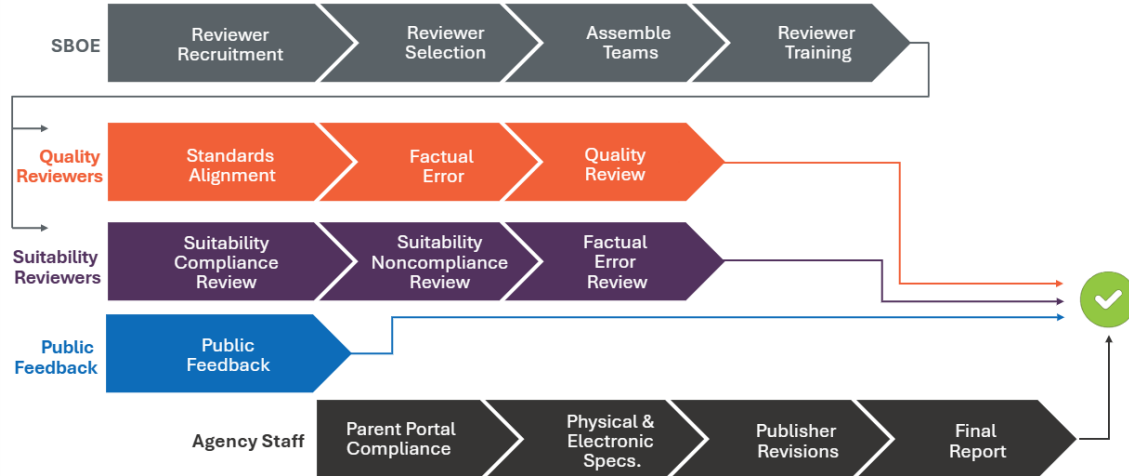 SBOE
Reviewer
Recruitment
Reviewer
Selection
Assemble
Teams
Reviewer
Training
Quality
Reviewers
Standards
Alignment
Factual
Error
Quality
Review
Suitability
Reviewers
Suitability
Compliance
Review
Suitability
Noncompliance
Review
Factual
Error
Review
Public
Feedback
Public
Feedback
Agency Staff
Parent Portal
Compliance
Physical &
Electronic
Specs.
Publisher
Revisions
Final
Report